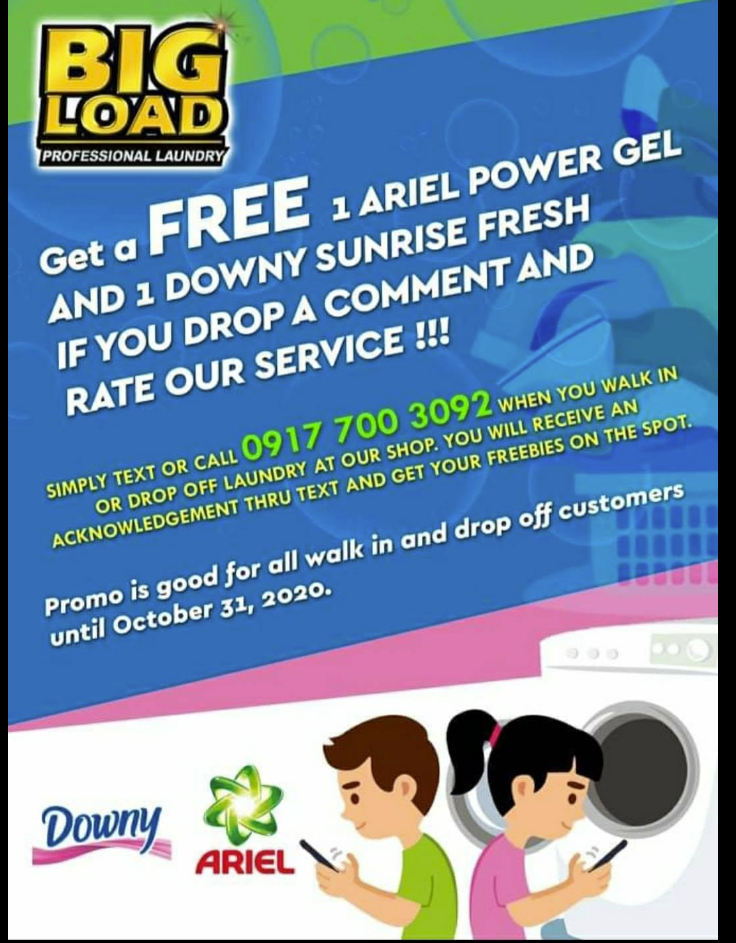 BIG
LOAD
PROFESSIONAL LAUNDRY
Get a FREE 1 ARIEL POWER GEL
AND 1 DOWNY SUNRISE FRESH
IF YOU DROP A COMMENT AND
RATE OUR SERVICE !!!
SIMPLY TEXT OR CALL 0917 700 3092 WHEN YOU WALK IN
OR DROP OFF LAUNDRY AT OUR SHOP. YOU WILL RECEIVE AN
ACKNOWLEDGEMENT THRU TEXT AND GET YOUR FREEBIES ON THE SPOT.
Promo is good for all walk in and drop off customers
until October 31, 2020.
Downy
ARIEL